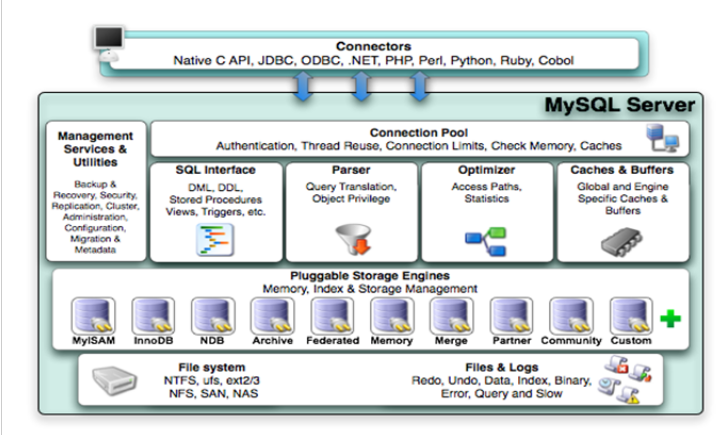 Connectors
Native C API, JDBC, ODBC, .NET, PHP, Perl, Python, Ruby, Cobol
MySQL Server
Management
Services &
Utilities
Backup &
Recovery, Security,
Replication, Cluster,
Administration,
Configuration,
Migration &
Metadata
Connection Pool
Authentication, Thread Reuse, Connection Limits, Check Memory, Caches
SQL Interface
DML, DDL,
Stored Procedures
Views, Triggers, etc.
Parser
Query Translation,
Object Privilege
Optimizer
Access Paths,
Statistics
Caches & Buffers
Global and Engine
Specific Caches &
Buffers
Pluggable Storage Engines
Memory, Index & Storage Management
MyISAM
InnoDB
NDB
Archive
Federated
Memory
Merge
Partner
Community
Custom
File system
NTFS, ufs, ext2/3
NFS, SAN, NAS
Files & Logs
Redo, Undo, Data, Index, Binary,
Error, Query and Slow